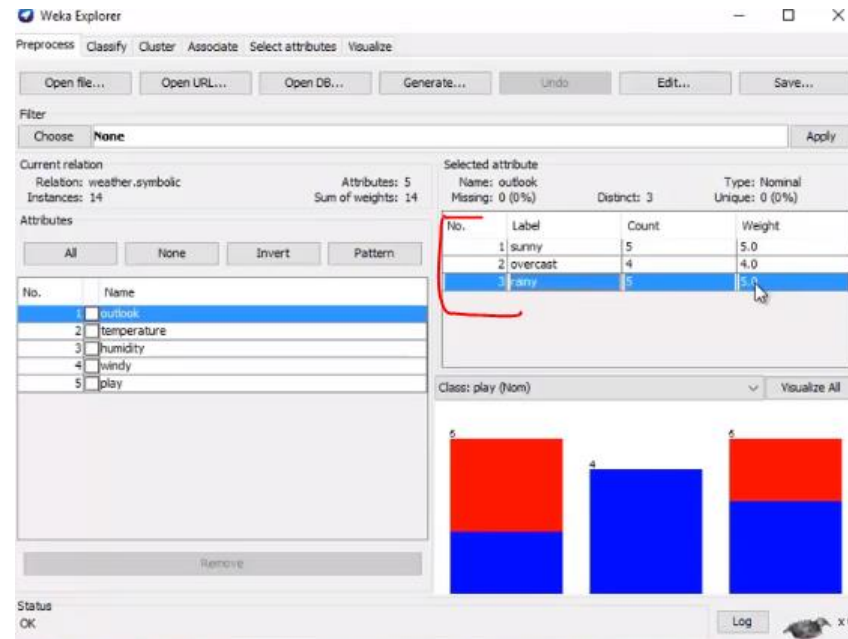 Weka Explorer
Preprocess Classify Cluster Associate Select attributes Visualize
Open file... Open URL... Open DB... Generate... Undo Edit... Save...
Filter
Choose None Apply
Current relation
Relation: weather.symbolic Attributes: 5
Instances: 14 Sum of weights: 14
Selected attribute
Name: outlook Type: Nominal
Missing: 0 (0%) Distinct: 3 Unique: 0 (0%)
Attributes
All None Invert Pattern
No. Name
1 outlook
2 temperature
3 humidity
4 windy
5 play
Remove
No. Label Count Weight
1 sunny 5 5.0
2 overcast 4 4.0
3 rainy 5 5.0
Class: play (Nom) Visualize All
5 4 5
Status
OK Log x